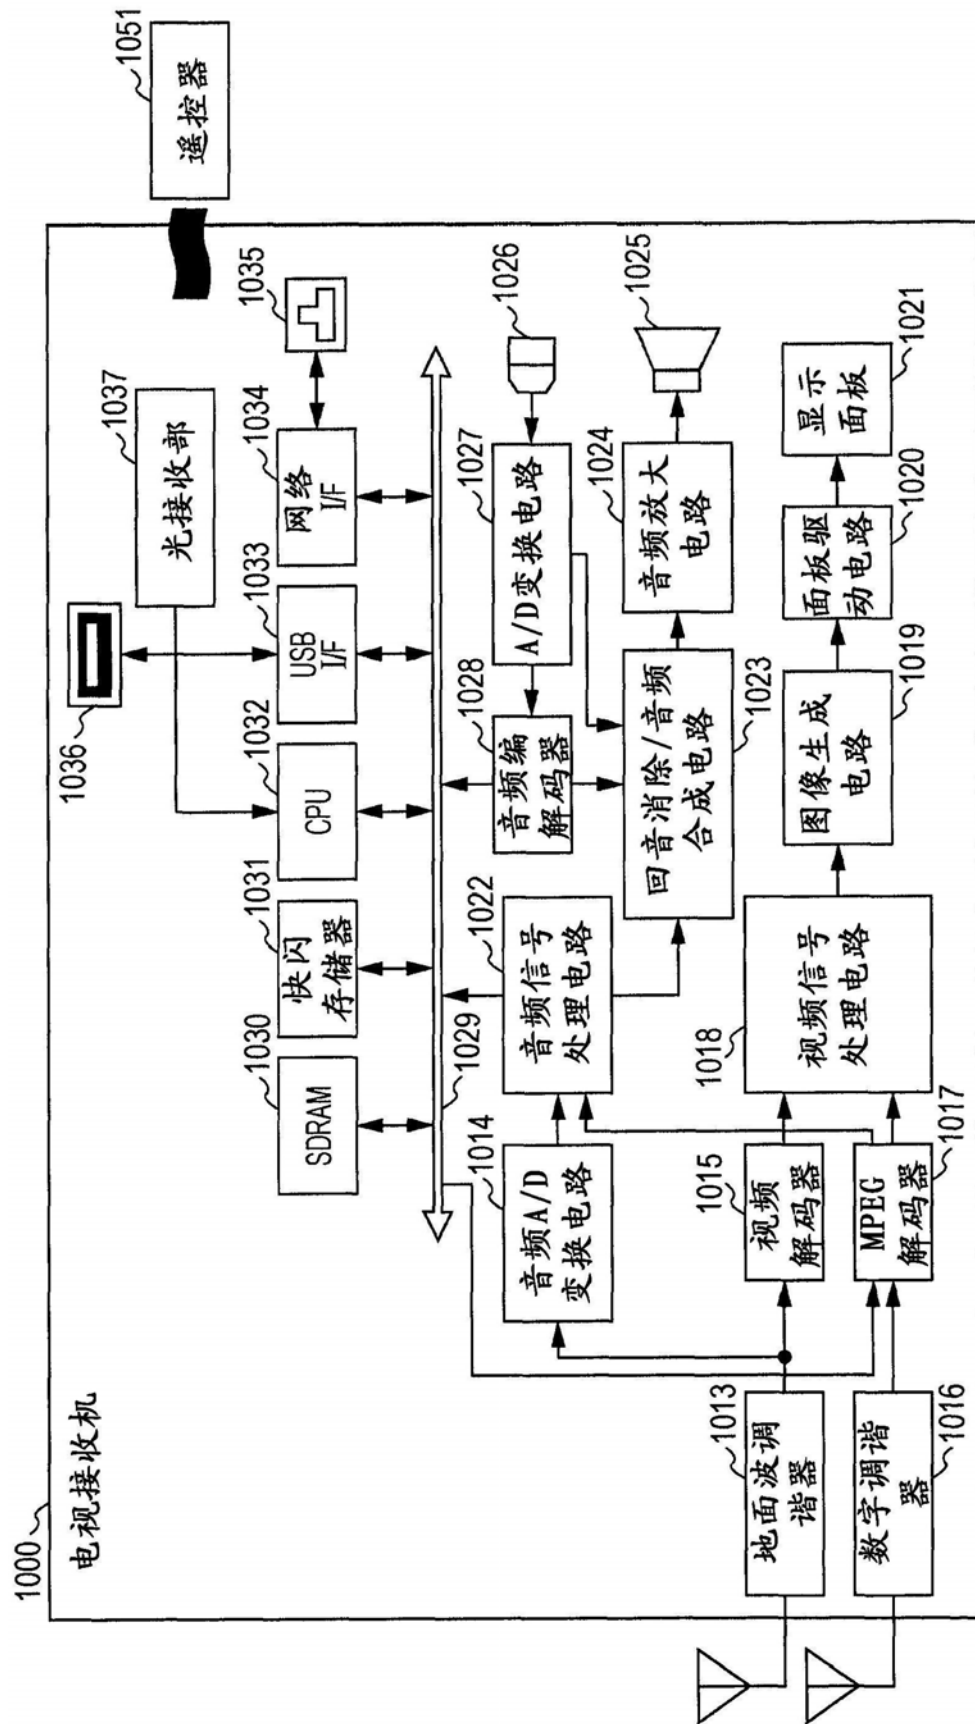 1000
电视接收机
1051
遥控器
1036
1037
光接收部
1035
1030
SDRAM
1031
快闪
存储器
1032
CPU
1033
USB
I/F
1034
网络
I/F
1029
1026
1027
A/D变换电路
1028
音频编
解码器
1025
1024
音频放大
电路
1014
音频A/D
变换电路
1022
音频信号
处理电路
1023
回音消除/音频
合成电路
1013
地面波调
谐器
1015
视频
解码器
1018
视频信号
处理电路
1019
图像生成
电路
1020
面板驱
动电路
1021
显示
面板
1016
数字调谐
器
1017
MPEG
解码器